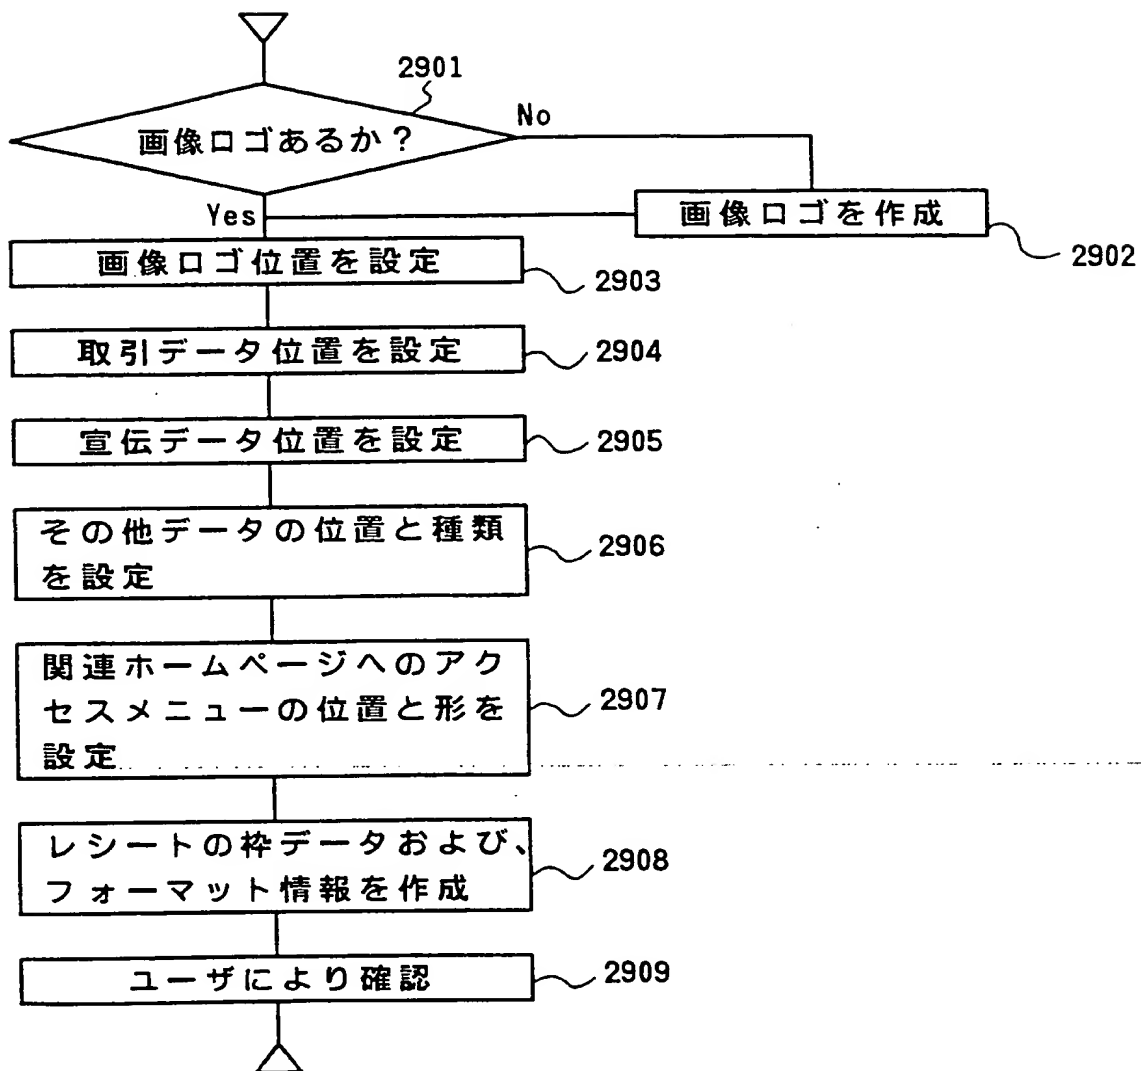 2901
画像ロゴあるか?
No
Yes
画像ロゴを作成
2902
画像ロゴ位置を設定
2903
取引データ位置を設定
2904
宣伝データ位置を設定
2905
その他データの位置と種類
を設定
2906
関連ホームページへのアク
セスメニューの位置と形を
設定
2907
レシートの枠データおよび、
フォーマット情報を作成
2908
ユーザにより確認
2909